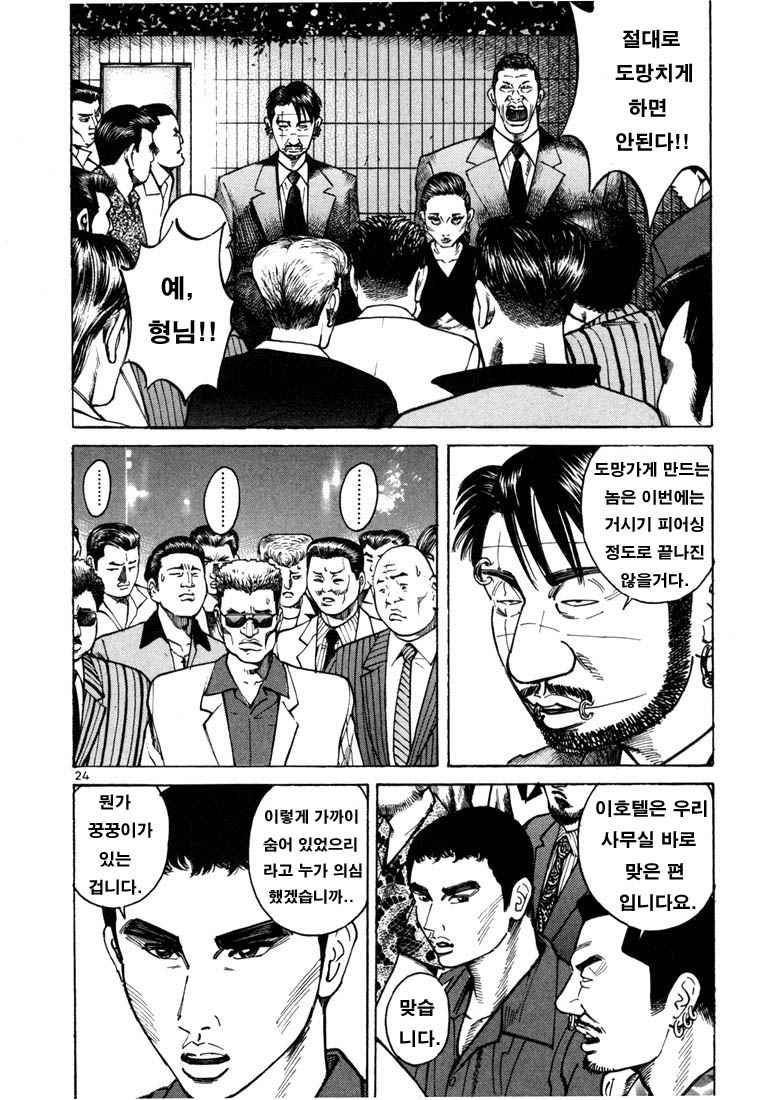 절대로
도망치게
하면
안된다!!
예,
형님!!
도망가게 만드는
놈은 이번에는
거시기 피어싱
정도로 끝나진
않을거다.
………
………
………
24
이호텔은 우리
사무실 바로
맞은 편
입니다요.
맞습
니다.
이렇게 가까이
숨어 있었으리
라고 누가 의심
했겠습니까..
뭔가
꿍꿍이가
있는
겁니다.